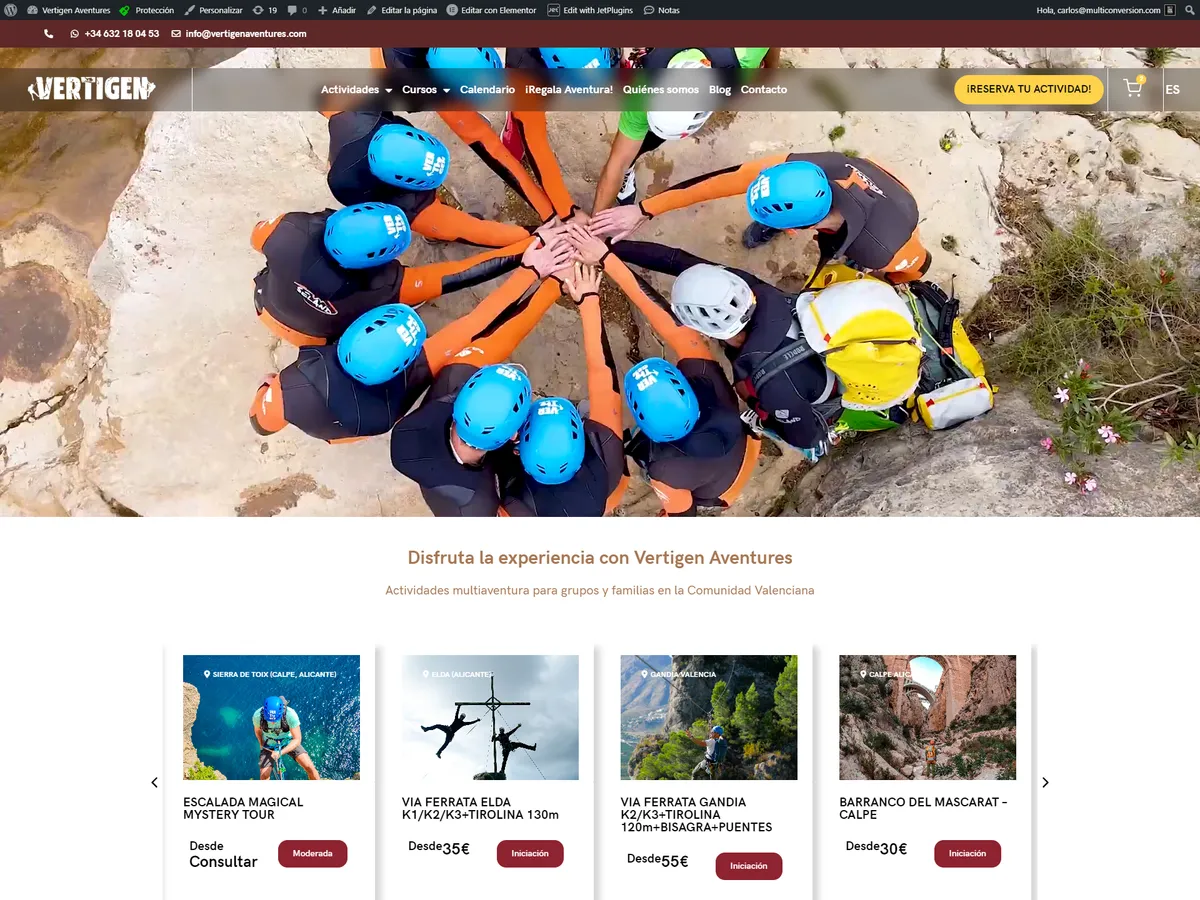 Vertigen Aventures Protección Personalizar 19 0 Añadir Editar la página Editar con Elementor Edit with JetPlugins Notas Hola, carlos@multiconversion.com
+34 632 18 04 53 info@vertigenaventures.com
VERTIGEN Actividades Cursos Calendario ¡Regala Aventura! Quiénes somos Blog Contacto ¡RESERVA TU ACTIVIDAD! ES
Disfruta la experiencia con Vertigen Aventures
Actividades multiaventura para grupos y familias en la Comunidad Valenciana
SIERRA DE TOIX (CALPE, ALICANTE)
ESCALADA MAGICAL
MYSTERY TOUR
Desde
Consultar
Moderada
ELDA (ALICANTE)
VIA FERRATA ELDA
K1/K2/K3+TIROLINA 130m
Desde35€
Iniciación
GANDIA VALENCIA
VIA FERRATA GANDIA
K2/K3+TIROLINA
120m+BISAGRA+PUENTES
Desde55€
Iniciación
CALPE ALIC
BARRANCO DEL MASCARAT –
CALPE
Desde30€
Iniciación